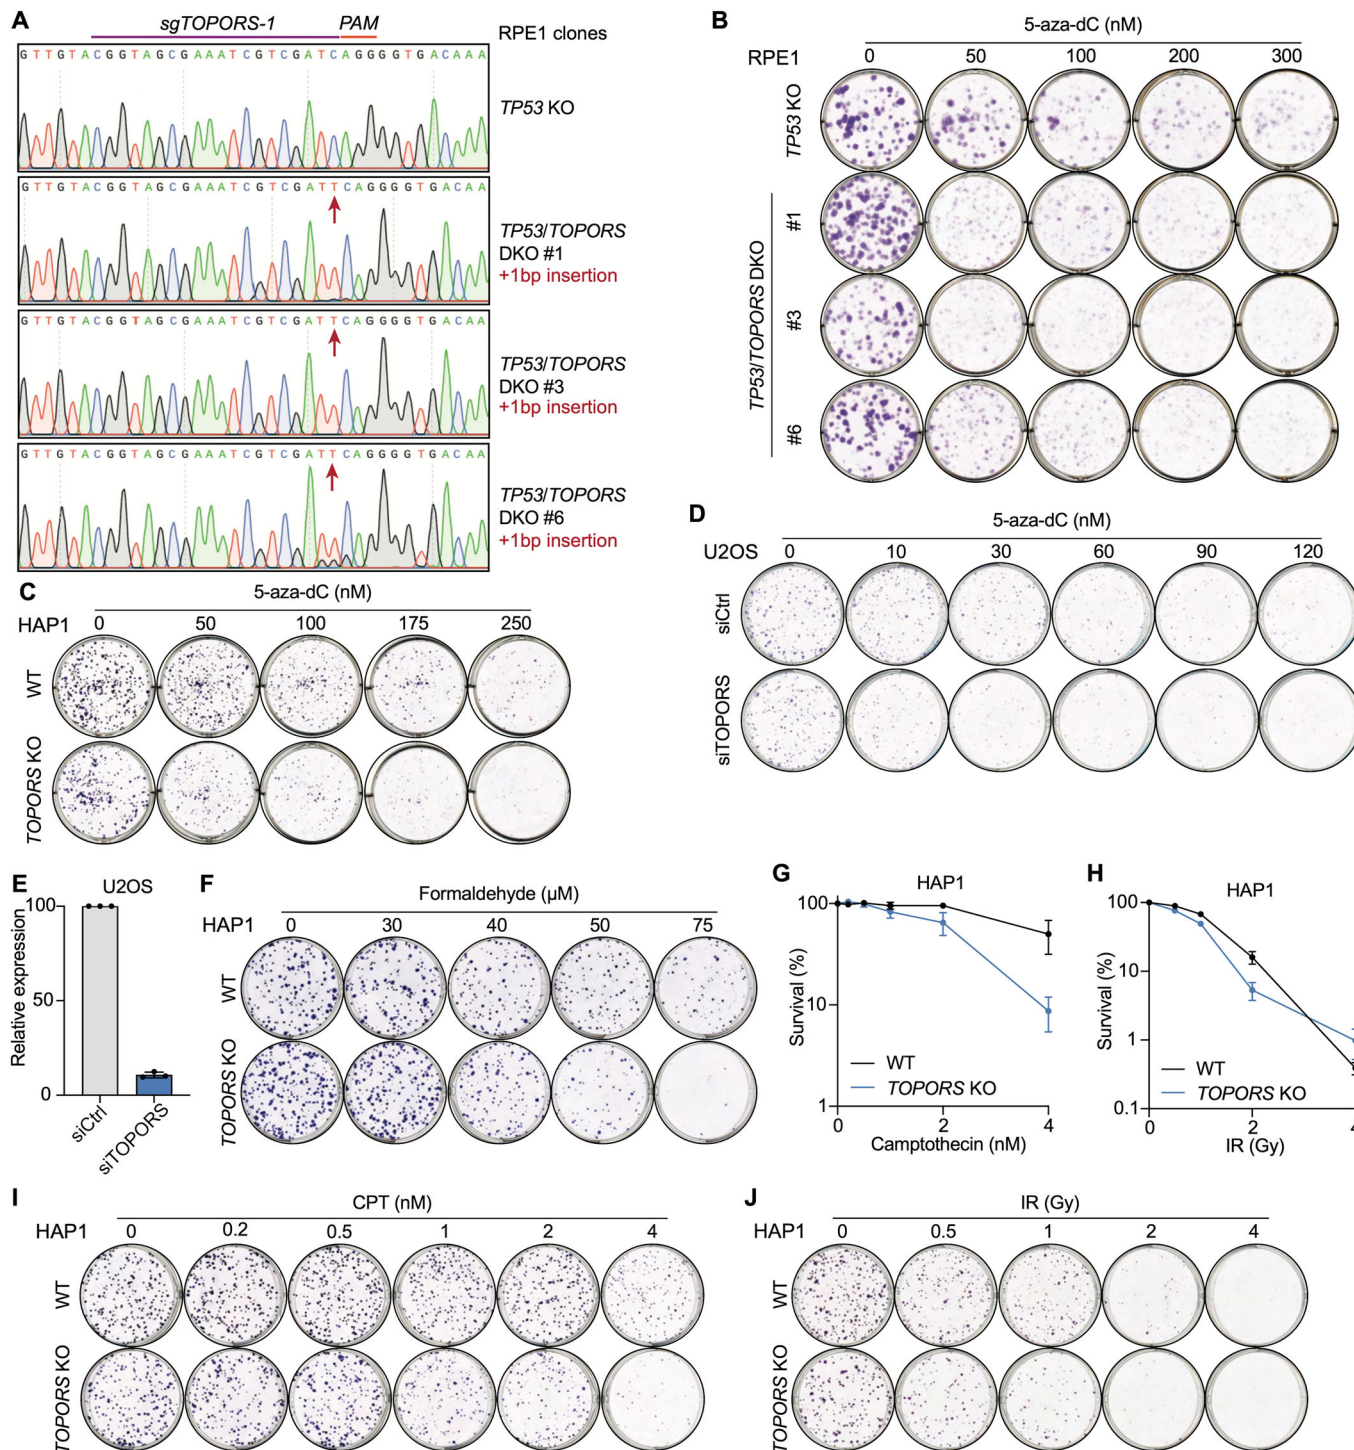 A
sgTOPORS-1 PAM
RPE1 clones
GTTGTACGGTAGCGAAATCGTCGATCAGGGGTGACAAA
TP53 KO
GTTGTACGGTAGCGAAATCGTCGATTCAGGGGTGACAA
TP53/TOPORS
DKO #1
+1bp insertion
GTTGTACGGTAGCGAAATCGTCGATTCAGGGGTGACAA
TP53/TOPORS
DKO #3
+1bp insertion
GTTGTACGGTAGCGAAATCGTCGATTCAGGGGTGACAA
TP53/TOPORS
DKO #6
+1bp insertion
B
5-aza-dC (nM)
RPE1 0 50 100 200 300
TP53 KO
TP53/TOPORS DKO
#1
#3
#6
C
5-aza-dC (nM)
HAP1 0 50 100 175 250
WT
TOPORS KO
D
5-aza-dC (nM)
U2OS 0 10 30 60 90 120
siCtrl
siTOPORS
E
U2OS
Relative expression
100
50
0
siCtrl
siTOPORS
F
Formaldehyde (µM)
HAP1 0 30 40 50 75
WT
TOPORS KO
G
HAP1
Survival (%)
100
10
1
WT
TOPORS KO
0 2 4
Camptothecin (nM)
H
HAP1
Survival (%)
100
10
1
0.1
WT
TOPORS KO
0 2 4
IR (Gy)
I
CPT (nM)
HAP1 0 0.2 0.5 1 2 4
WT
TOPORS KO
J
IR (Gy)
HAP1 0 0.5 1 2 4
WT
TOPORS KO